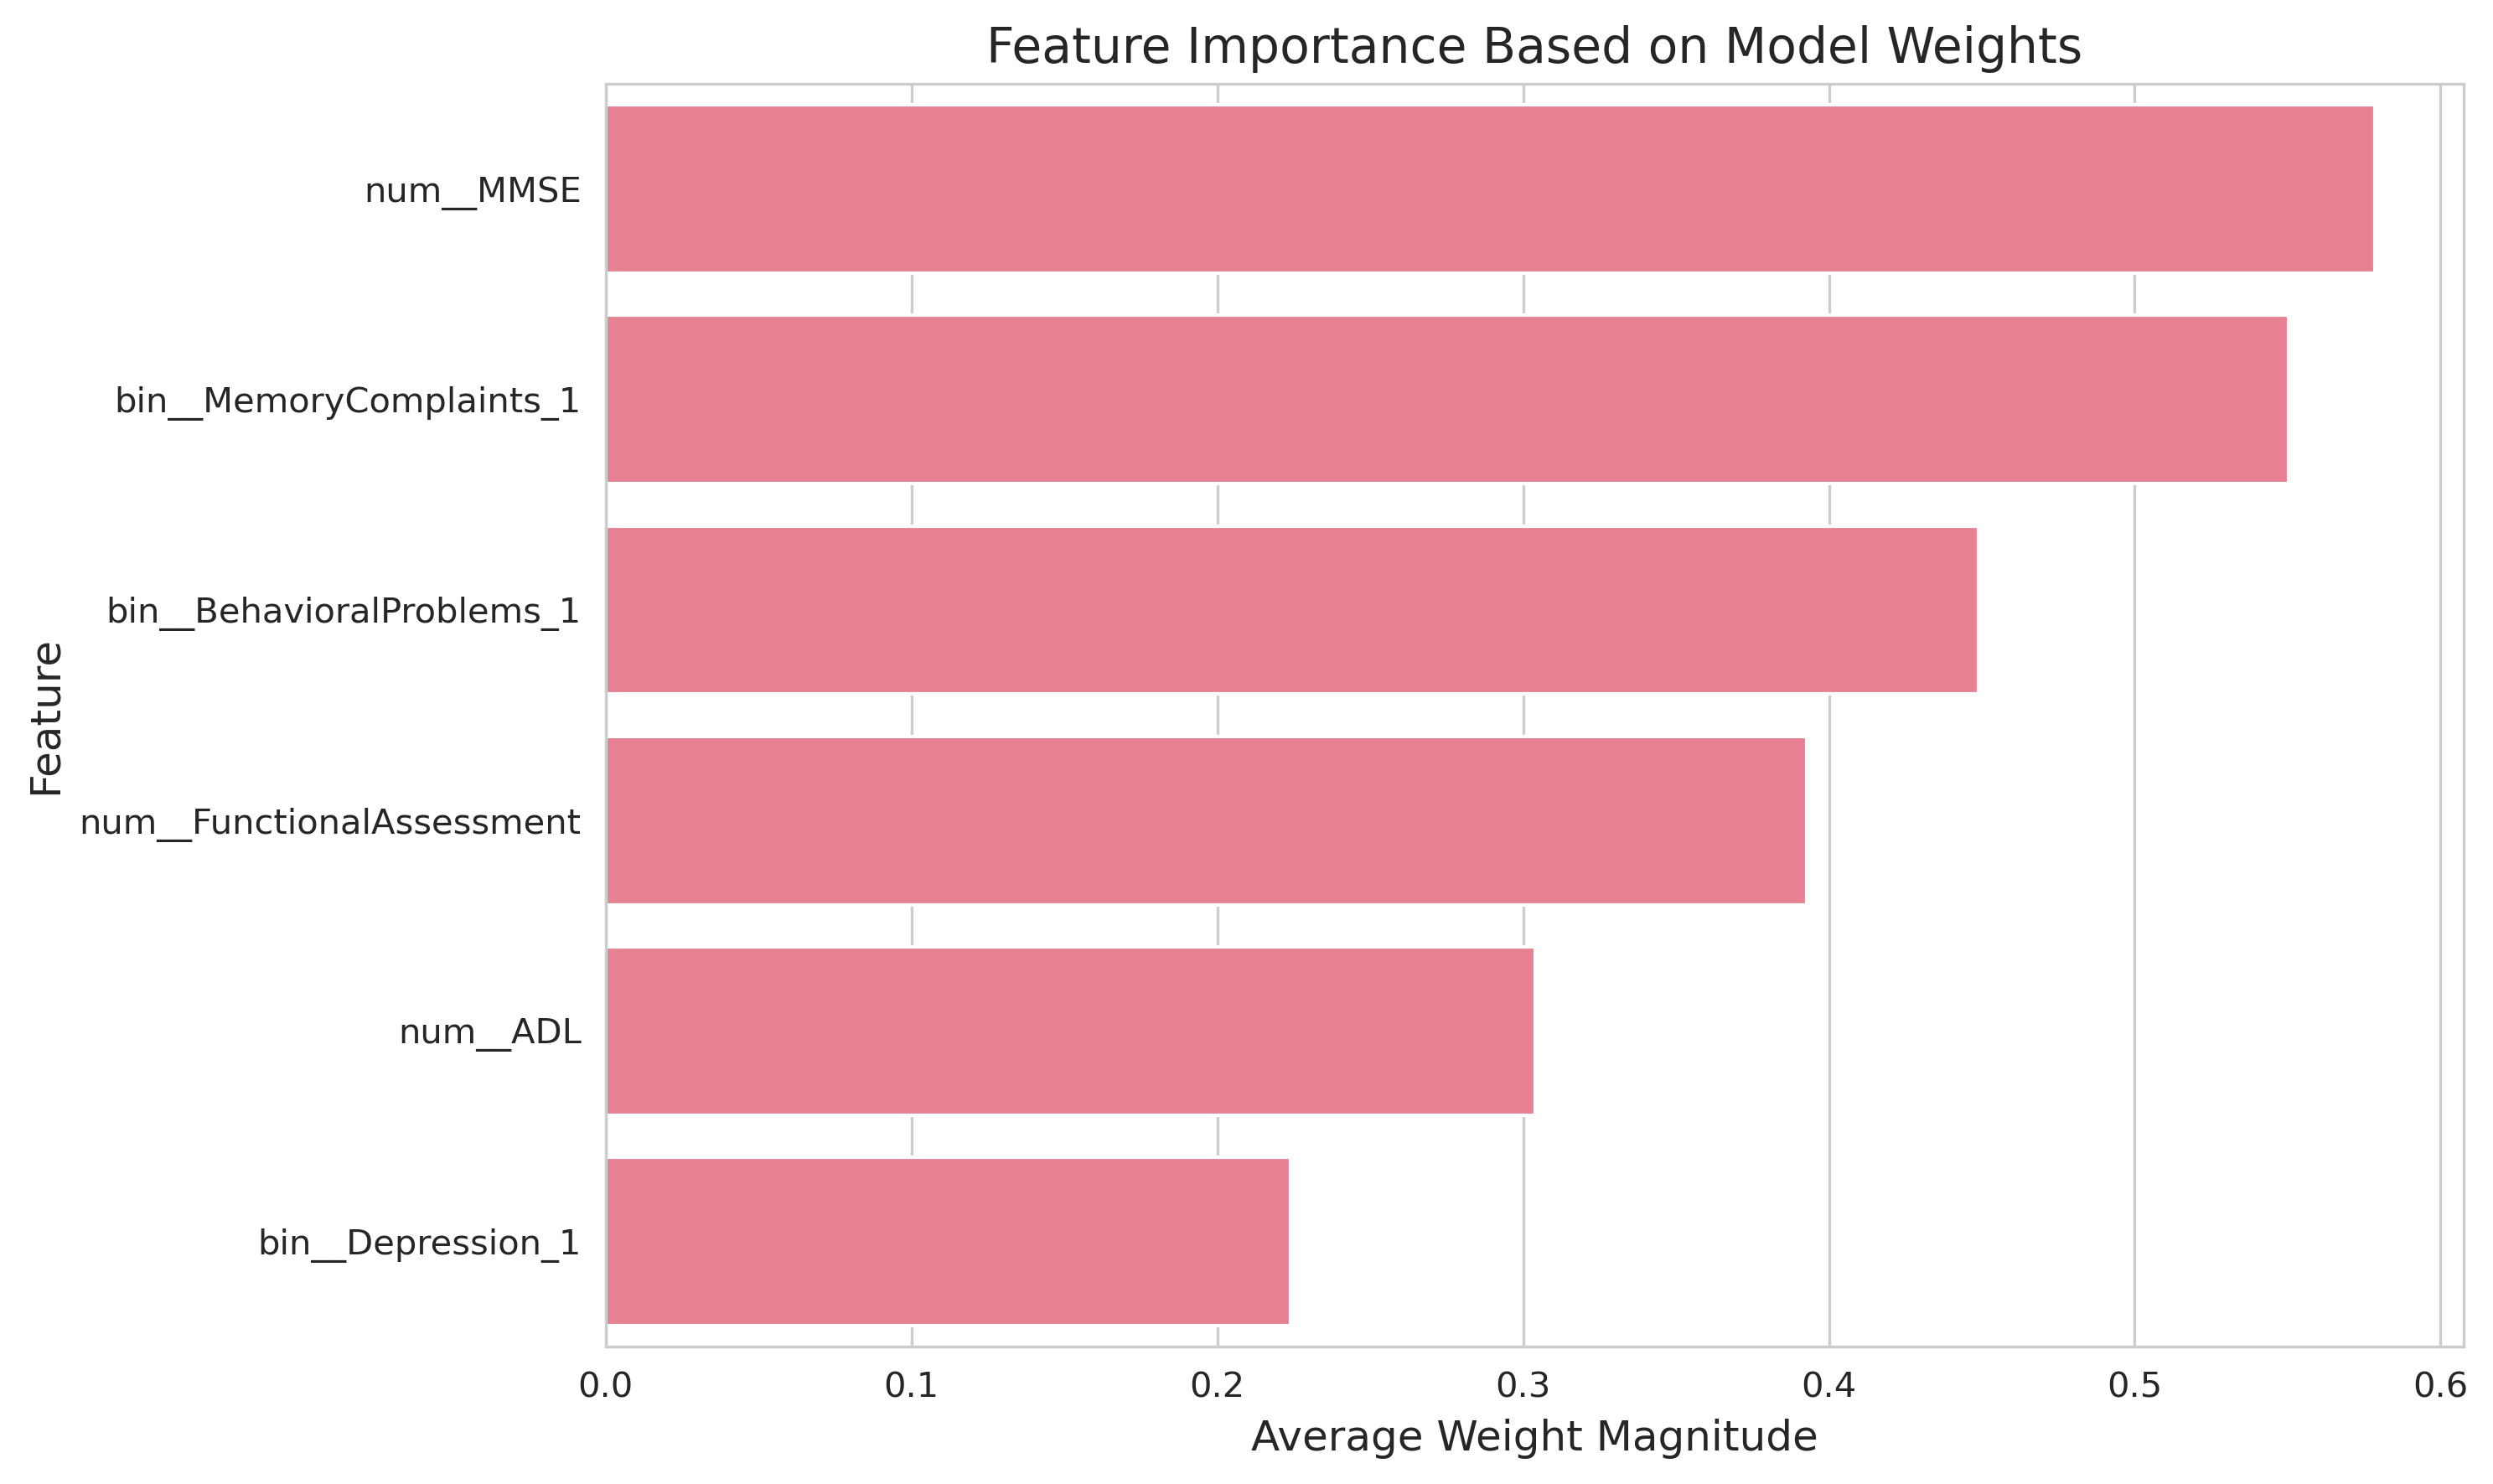 Feature Importance Based on Model Weights
num__MMSE
bin__MemoryComplaints_1
bin__BehavioralProblems_1
Feature
num__FunctionalAssessment
num__ADL
bin__Depression_1
0.0 0.1 0.2 0.3 0.4 0.5 0.6
Average Weight Magnitude